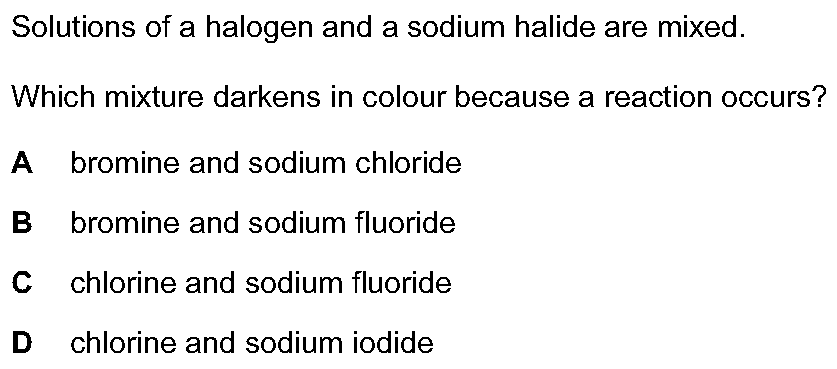 Solutions of a halogen and a sodium halide are mixed.
Which mixture darkens in colour because a reaction occurs?
A bromine and sodium chloride
B bromine and sodium fluoride
C chlorine and sodium fluoride
D chlorine and sodium iodide